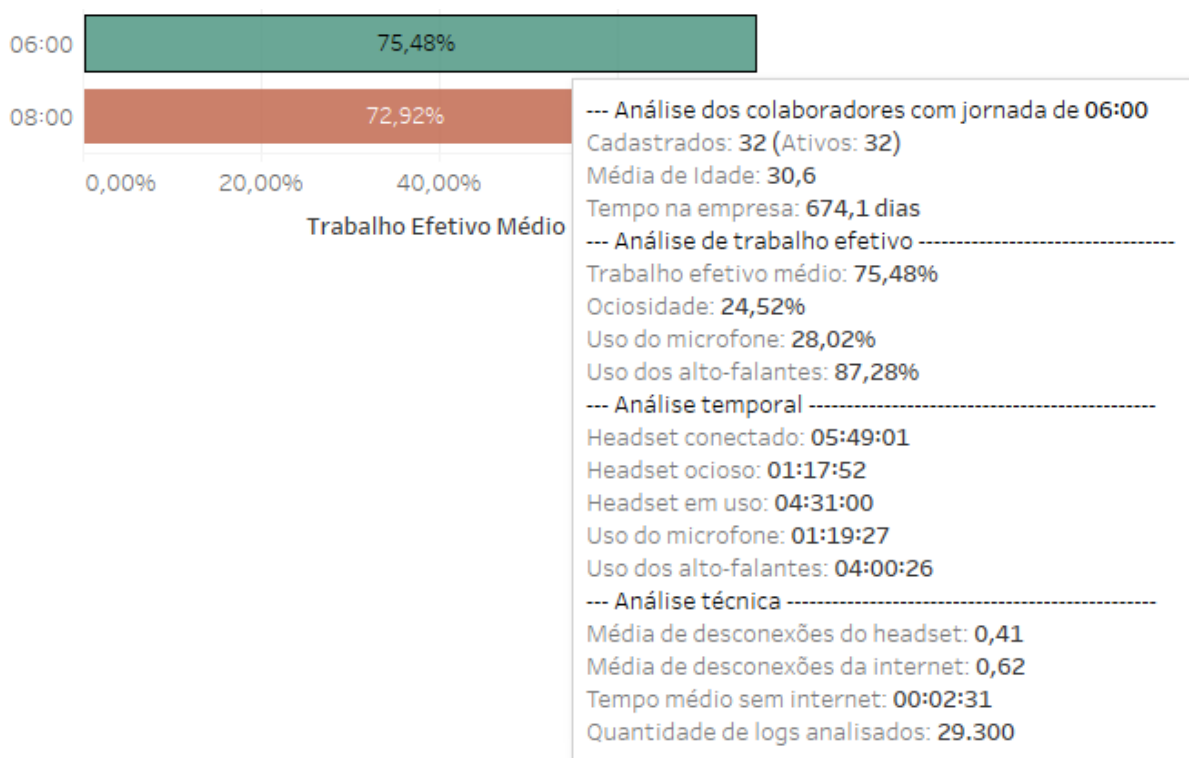 06:00
75,48%
08:00
72,92%
0,00% 20,00% 40,00%
Trabalho Efetivo Médio
--- Análise dos colaboradores com jornada de 06:00
Cadastrados: 32 (Ativos: 32)
Média de Idade: 30,6
Tempo na empresa: 674,1 dias
--- Análise de trabalho efetivo ----------------------------------
Trabalho efetivo médio: 75,48%
Ociosidade: 24,52%
Uso do microfone: 28,02%
Uso dos alto-falantes: 87,28%
--- Análise temporal ----------------------------------------------
Headset conectado: 05:49:01
Headset ocioso: 01:17:52
Headset em uso: 04:31:00
Uso do microfone: 01:19:27
Uso dos alto-falantes: 04:00:26
--- Análise técnica -------------------------------------------------
Média de desconexões do headset: 0,41
Média de desconexões da internet: 0,62
Tempo médio sem internet: 00:02:31
Quantidade de logs analisados: 29.300